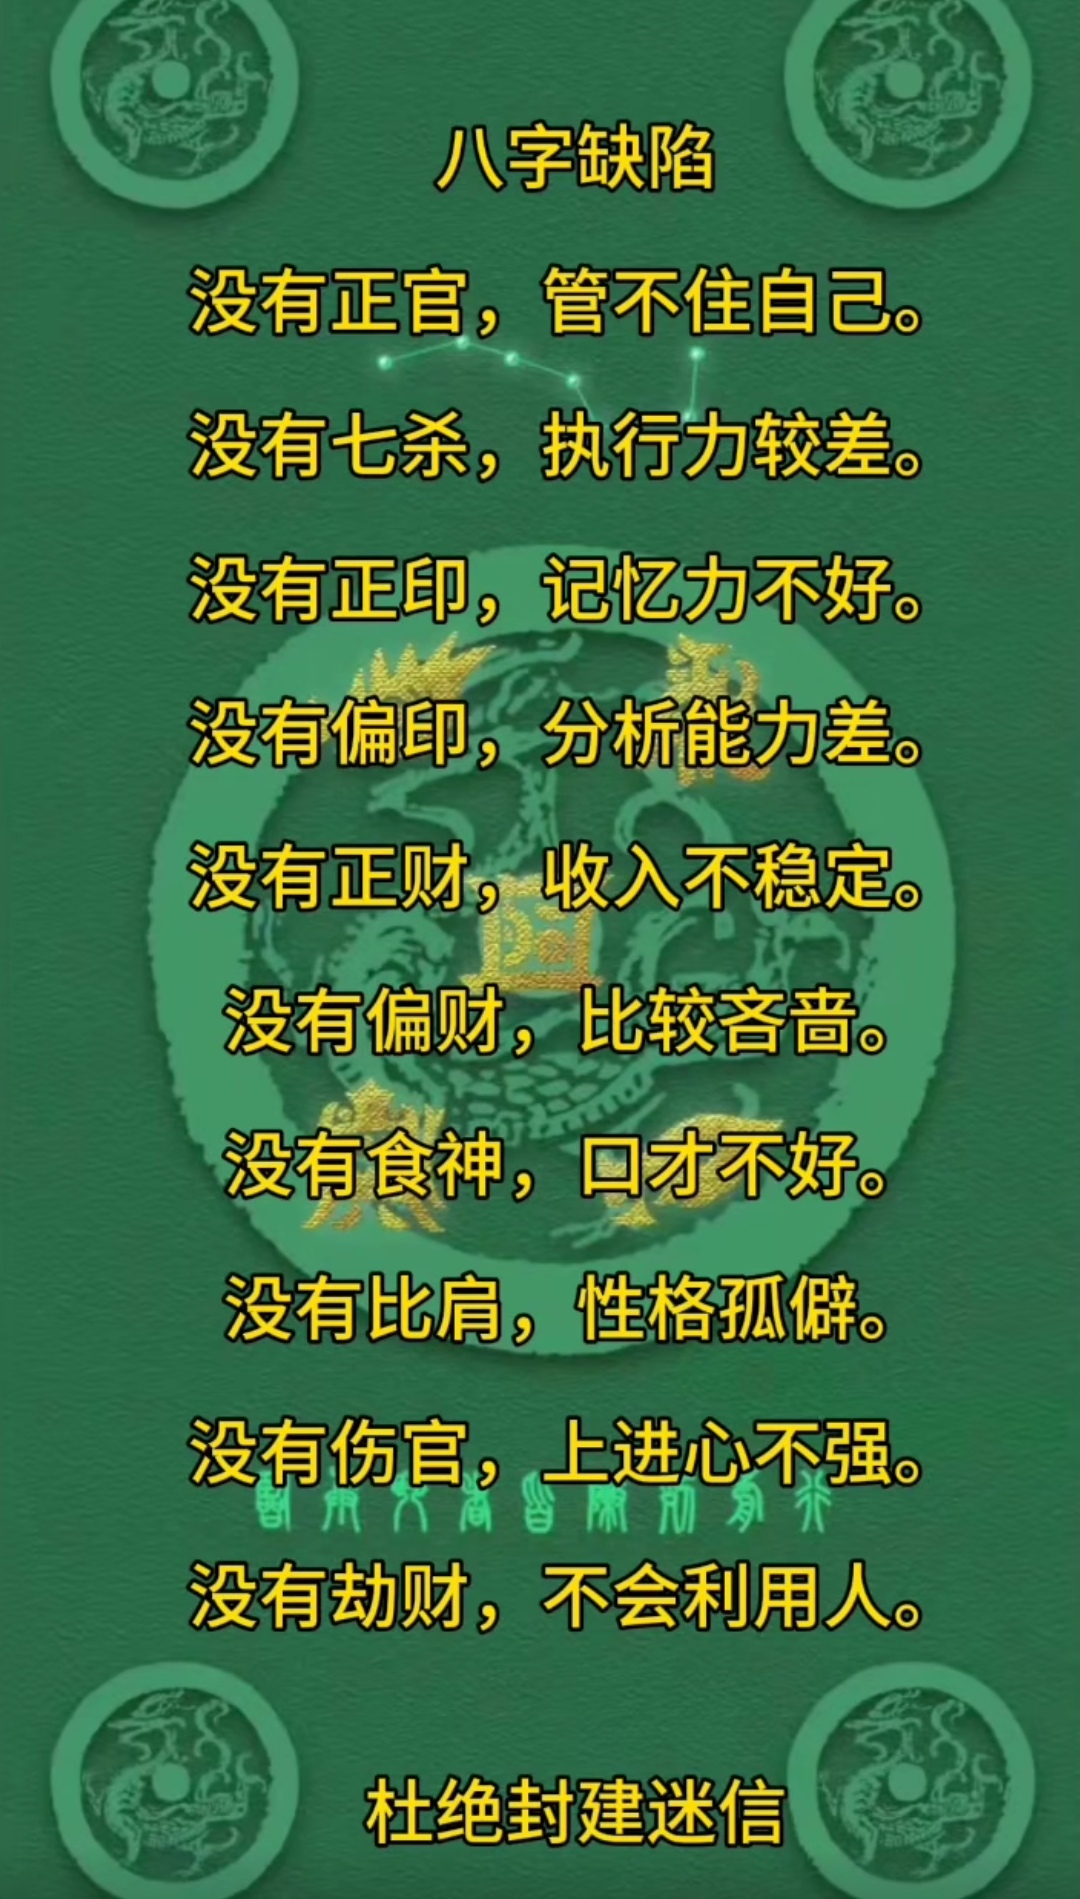 八字缺陷
没有正官，管不住自己。
没有七杀，执行力较差。
没有正印，记忆力不好。
没有偏印，分析能力差。
没有正财，收入不稳定。
没有偏财，比较吝啬。
没有食神，口才不好。
没有比肩，性格孤僻。
没有伤官，上进心不强。
没有劫财，不会利用人。
杜绝封建迷信